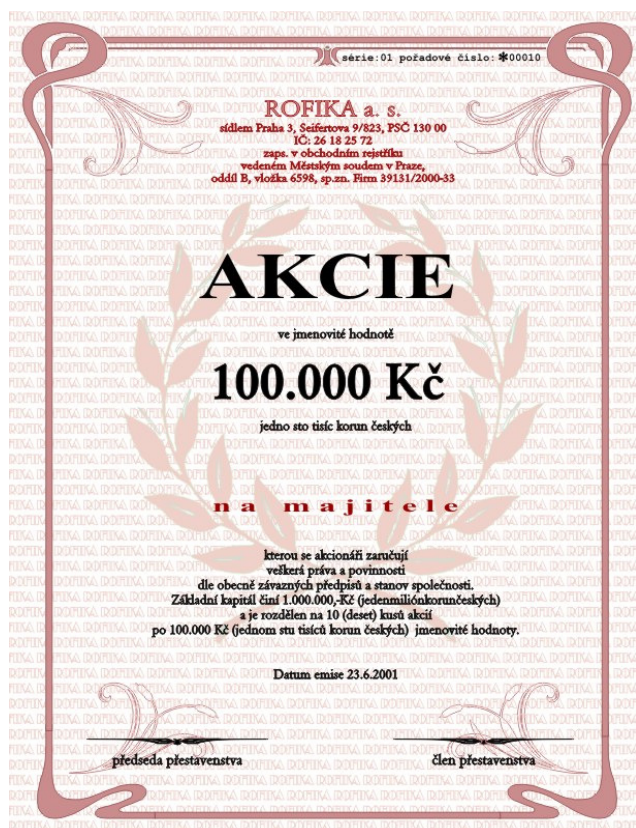 série:01 pořadové číslo: ✱00010
ROFIKA a. s.
sídlem Praha 3, Seifertova 9/823, PSČ 130 00
IČ: 26 18 25 72
zaps. v obchodním rejstříku
vedeném Městským soudem v Praze,
oddíl B, vložka 6598, sp.zn. Firm 39131/2000-33
AKCIE
ve jmenovité hodnotě
100.000 Kč
jedno sto tisíc korun českých
na majitele
kterou se akcionáři zaručují
veškerá práva a povinnosti
dle obecně závazných předpisů a stanov společnosti.
Základní kapitál činí 1.000.000,-Kč (jedenmiliónkorunčeských)
a je rozdělen na 10 (deset) kusů akcií
po 100.000 Kč (jednom stu tisíců korun českých) jmenovité hodnoty.
Datum emise 23.6.2001
předseda přestavenstva
člen přestavenstva